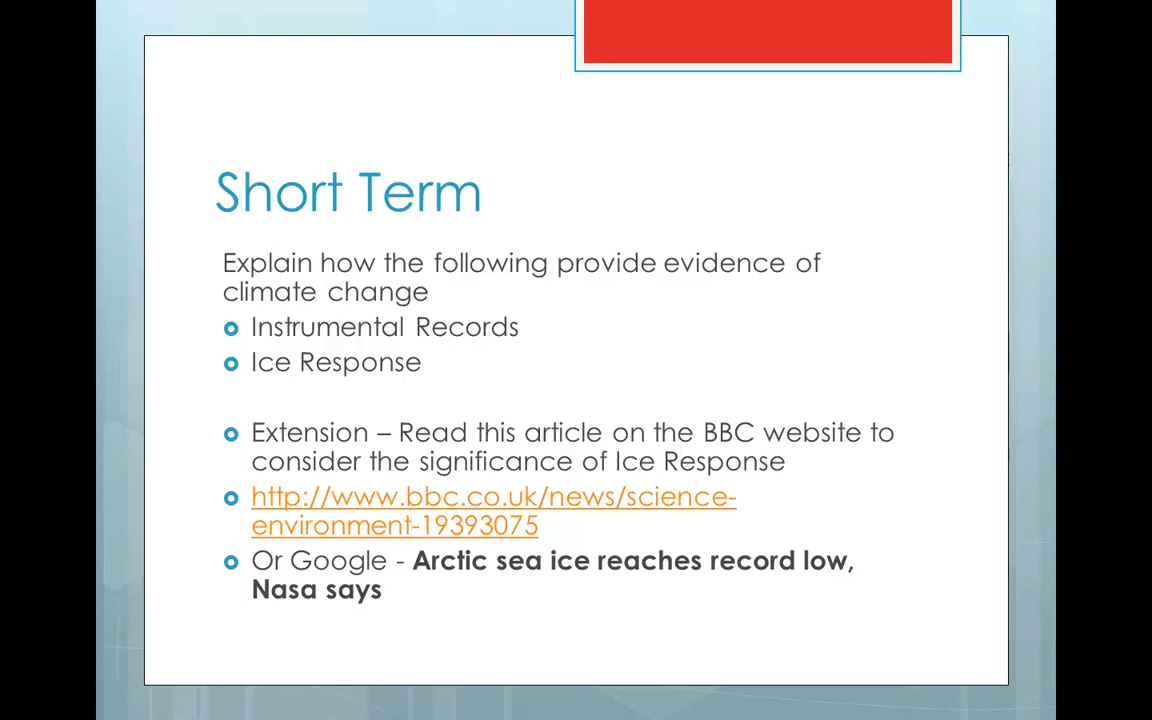 Short Term
Explain how the following provide evidence of
climate change
Instrumental Records
Ice Response
Extension – Read this article on the BBC website to
consider the significance of Ice Response
http://www.bbc.co.uk/news/science-
environment-19393075
Or Google - Arctic sea ice reaches record low,
Nasa says